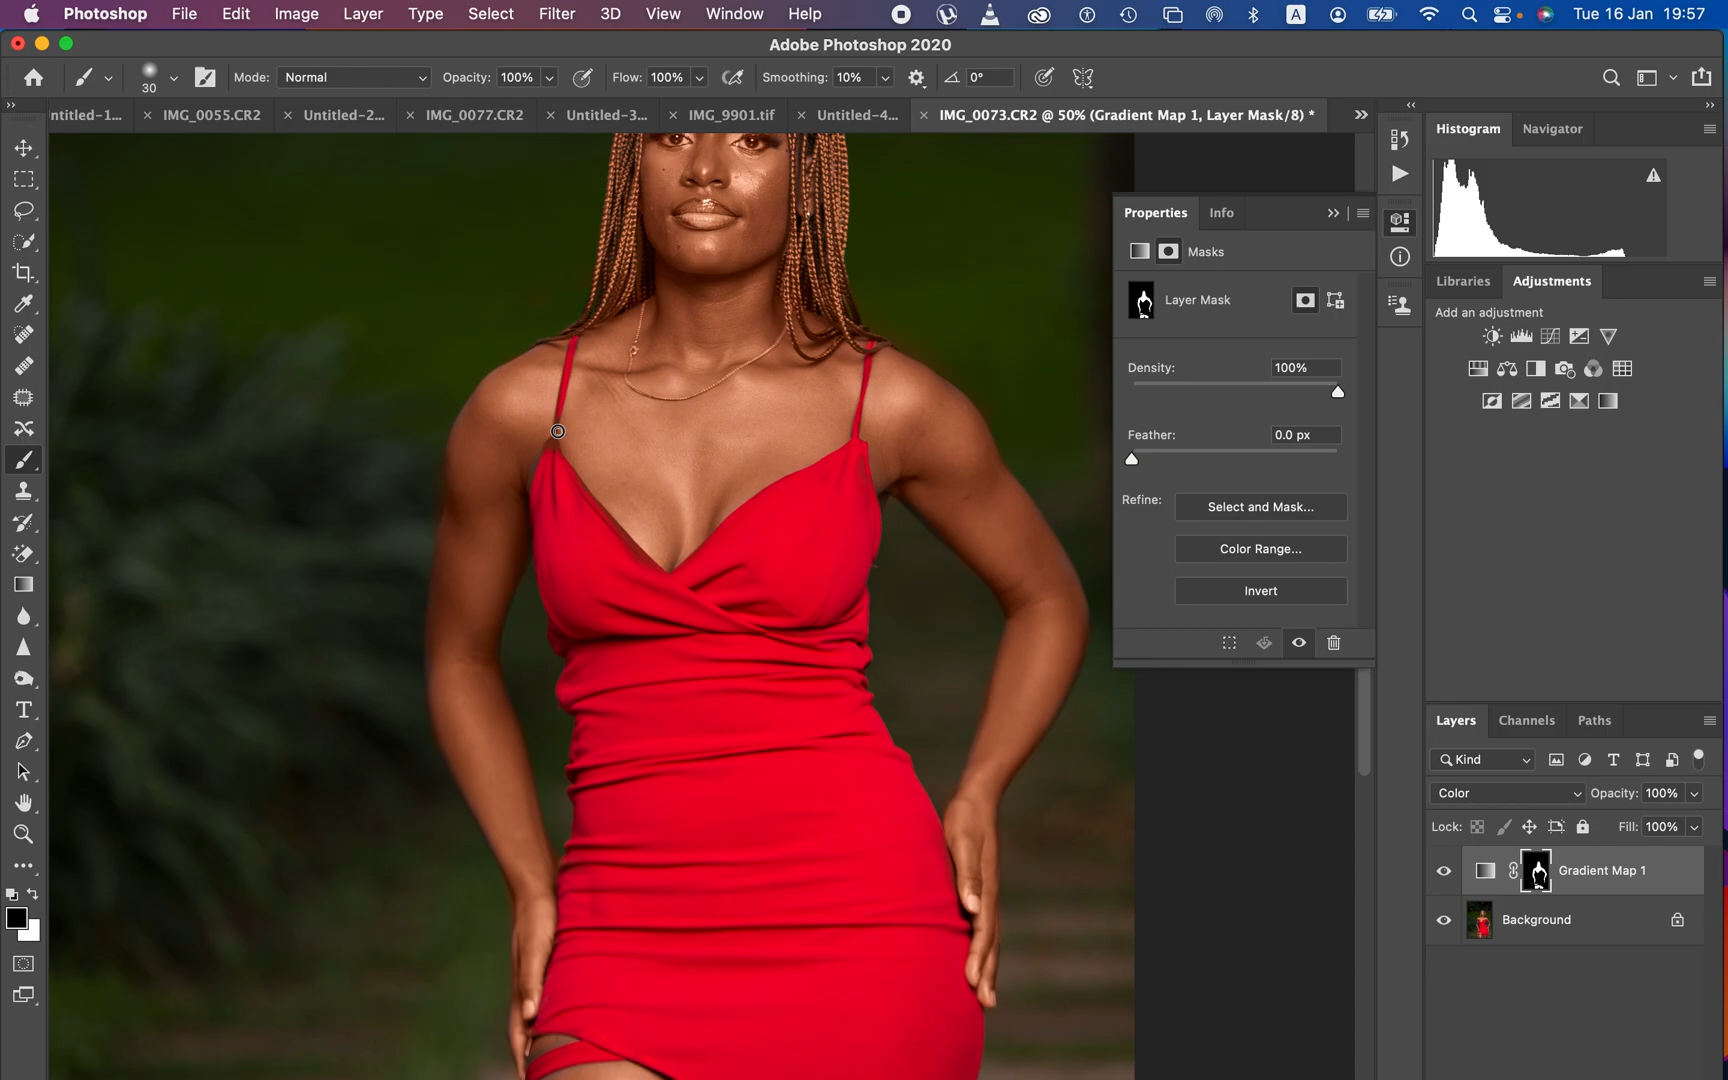 Photoshop File Edit Image Layer Type Select Filter 3D View Window Help A Tue 16 Jan 19:57
Adobe Photoshop 2020
30 Mode: Normal Opacity: 100% Flow: 100% Smoothing: 10% 0°
ntitled-1... × IMG_0055.CR2 × Untitled-2... × IMG_0077.CR2 × Untitled-3... × IMG_9901.tif × Untitled-4... × IMG_0073.CR2 @ 50% (Gradient Map 1, Layer Mask/8) *
Histogram Navigator
Properties Info
Masks
Layer Mask
Density: 100%
Feather: 0.0 px
Refine: Select and Mask...
Color Range...
Invert
Libraries Adjustments
Add an adjustment
Layers Channels Paths
Kind
Color Opacity: 100%
Lock: Fill: 100%
Gradient Map 1
Background